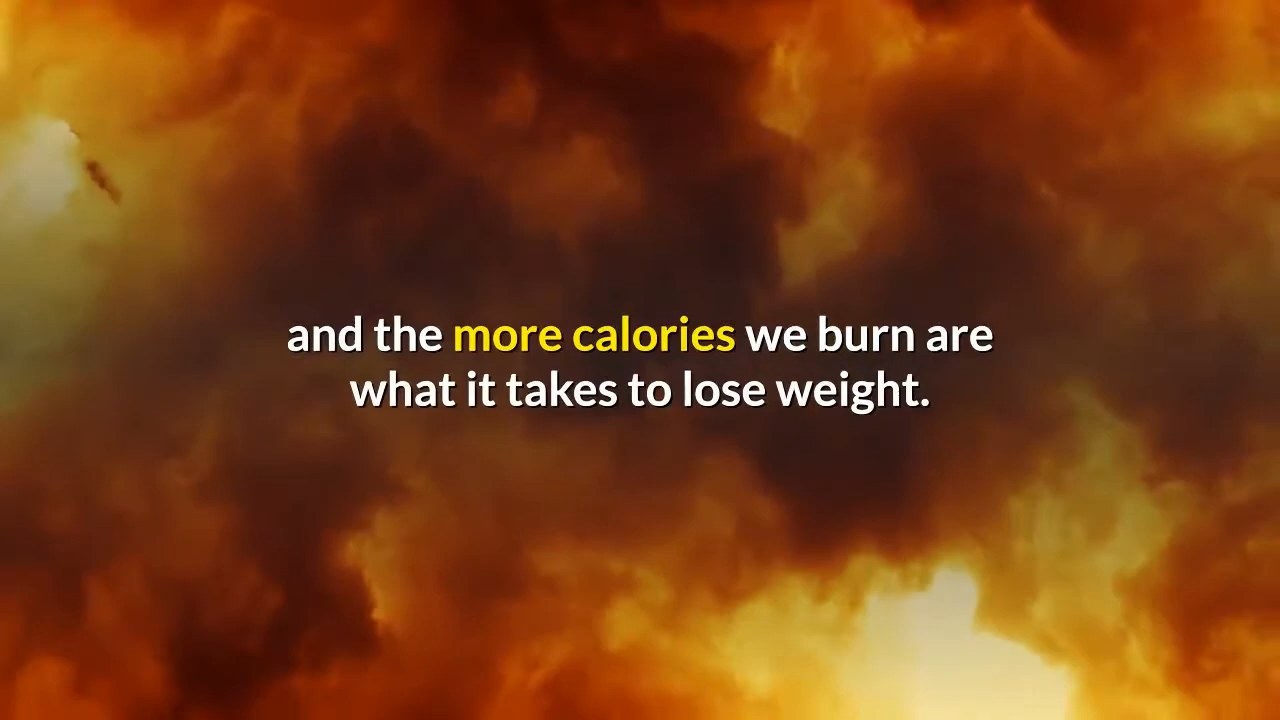 and the more calories we burn are
what it takes to lose weight.